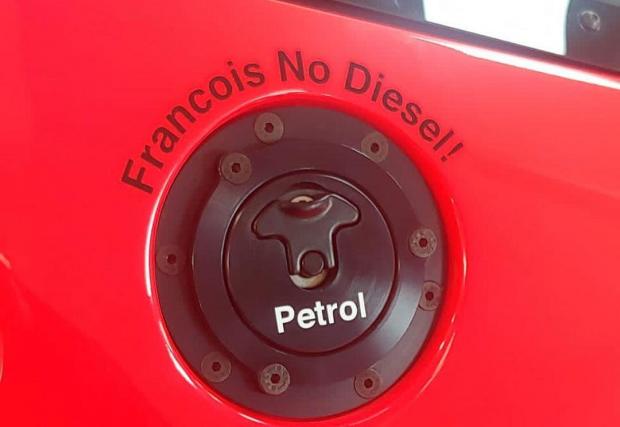 Francois No Diesel!
Petrol